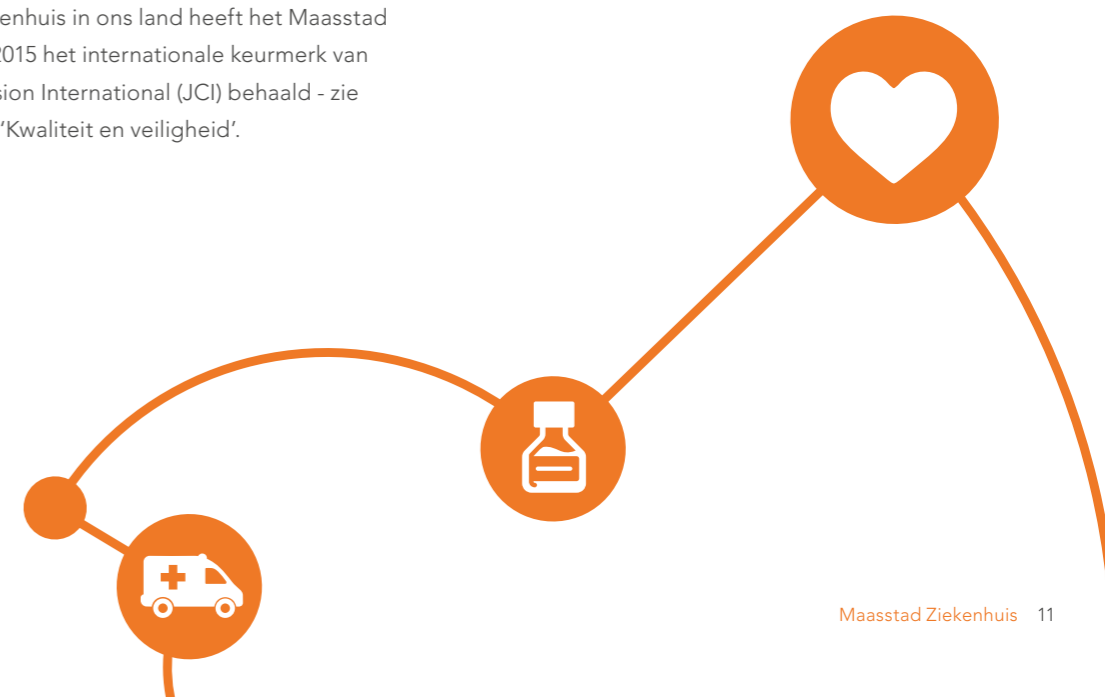 enhuis in ons land heeft het Maasstad
2015 het internationale keurmerk van
sion International (JCI) behaald - zie
‘Kwaliteit en veiligheid’.
Maasstad Ziekenhuis 11